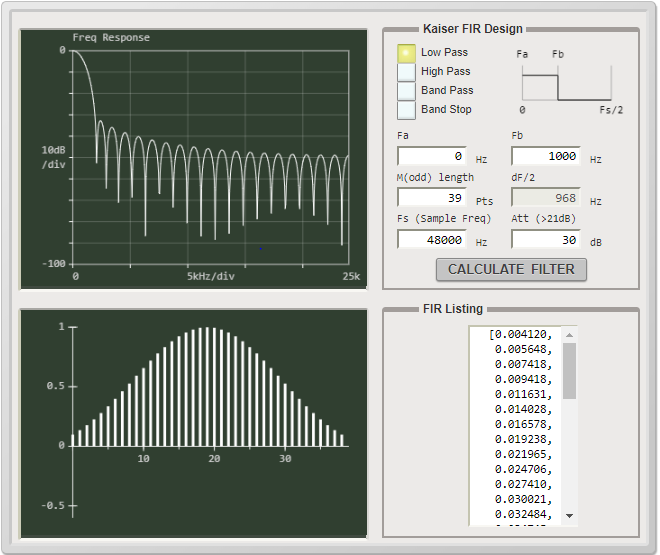 Freq Response
0
10dB
/div
-100
0 5kHz/div 25k
1
0.5
0
-0.5
10 20 30
Kaiser FIR Design
Low Pass
High Pass
Band Pass
Band Stop
Fa Fb
0 Fs/2
Fa Fb
0 Hz 1000 Hz
M(odd) length dF/2
39 Pts 968 Hz
Fs (Sample Freq) Att (>21dB)
48000 Hz 30 dB
CALCULATE FILTER
FIR Listing
[0.004120,
0.005648,
0.007418,
0.009418,
0.011631,
0.014028,
0.016578,
0.019238,
0.021965,
0.024706,
0.027410,
0.030021,
0.032484,